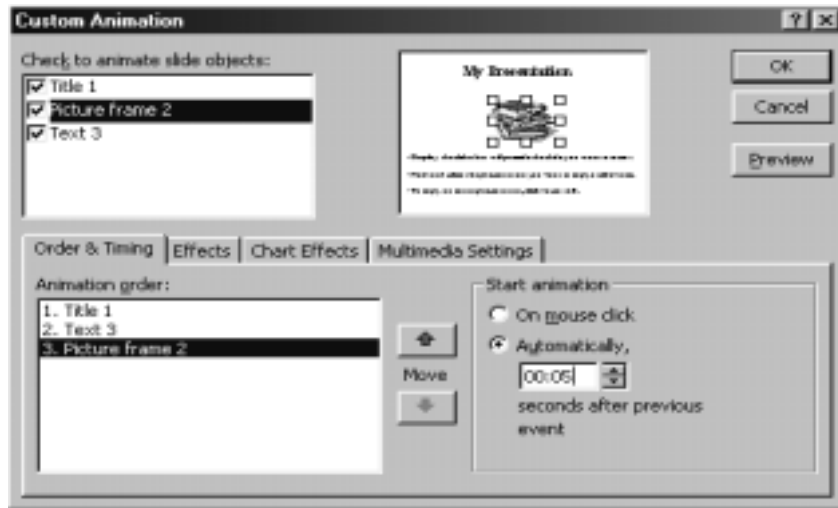 Custom Animation
Check to animate slide objects:
Title 1
Picture frame 2
Text 3
My Presentation
OK
Cancel
Preview
Order & Timing
Effects
Chart Effects
Multimedia Settings
Animation order:
1. Title 1
2. Text 3
3. Picture frame 2
Move
Start animation
On mouse click
Automatically,
00:05
seconds after previous
event